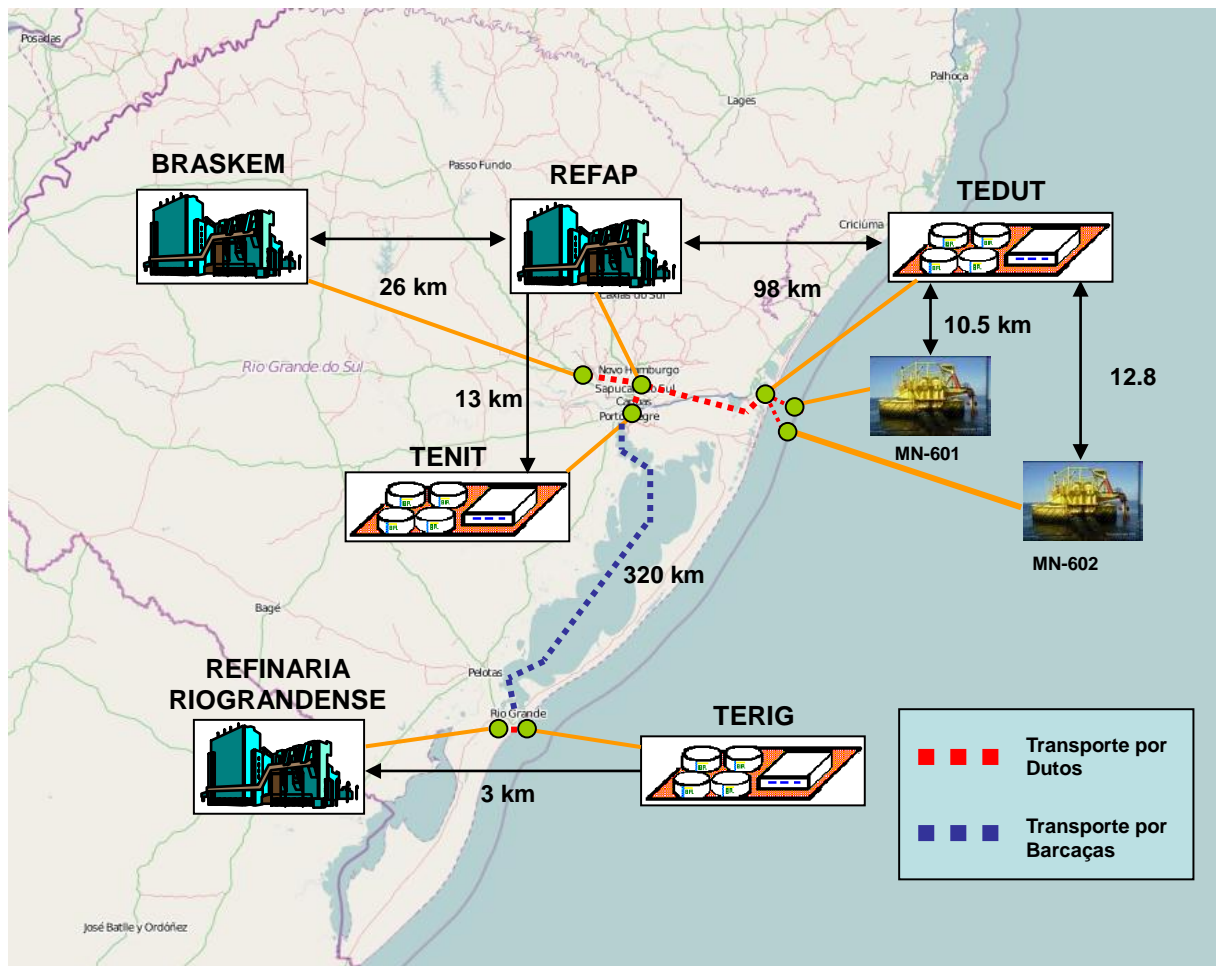 Posadas
Palhoça
Lages
BRASKEM
Passo Fundo
REFAP
TEDUT
Criciúma
26 km
98 km
Caxias do Sul
10.5 km
Rio Grande do Sul
Novo Hamburgo
12.8
13 km
MN-601
TENIT
MN-602
320 km
Bagé
REFINARIA
RIOGRANDENSE
Pelotas
Rio Grande
TERIG
3 km
Transporte por
Dutos
Transporte por
Barcaças
José Batlle y Ordóñez